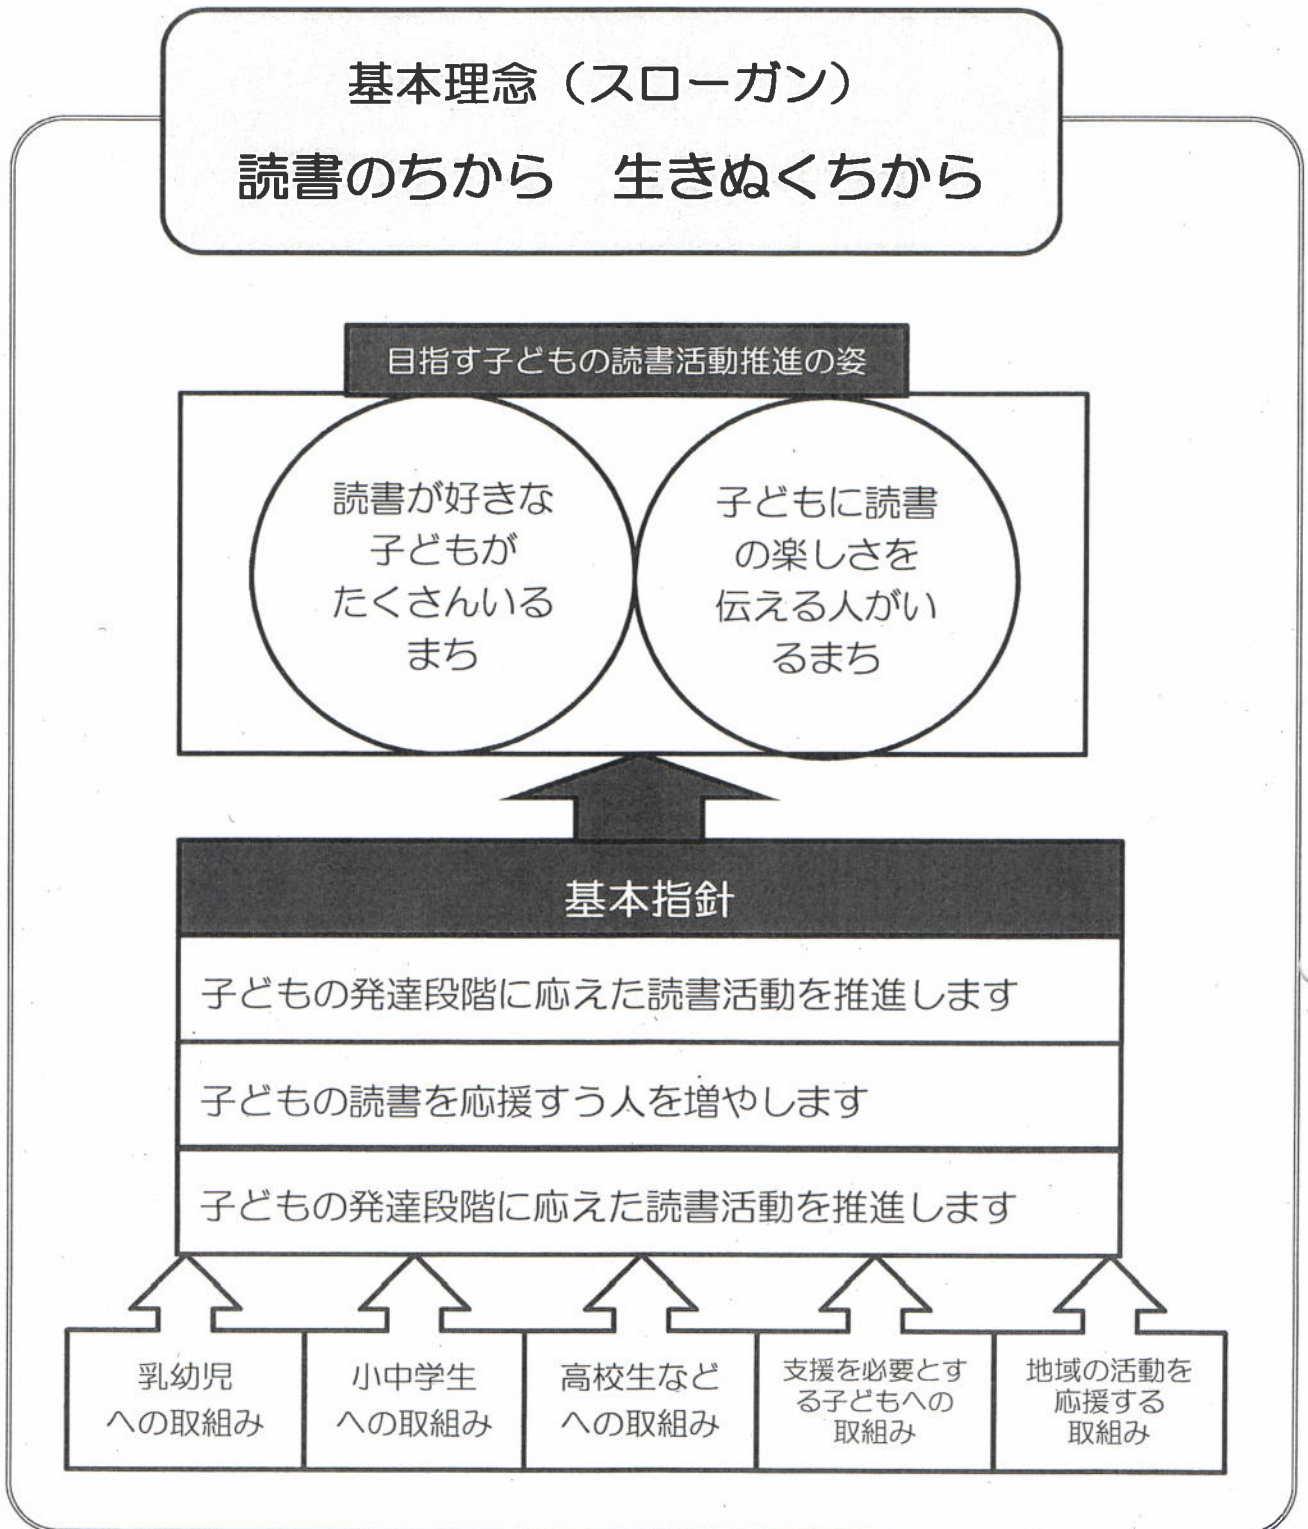 基本理念（スローガン）
読書のちから　生きぬくちから
目指す子どもの読書活動推進の姿
読書が好きな
子どもが
たくさんいる
まち
子どもに読書
の楽しさを
伝える人がい
るまち
基本指針
子どもの発達段階に応えた読書活動を推進します
子どもの読書を応援すう人を増やします
子どもの発達段階に応えた読書活動を推進します
乳幼児
への取組み
小中学生
への取組み
高校生など
への取組み
支援を必要とす
る子どもへの
取組み
地域の活動を
応援する
取組み